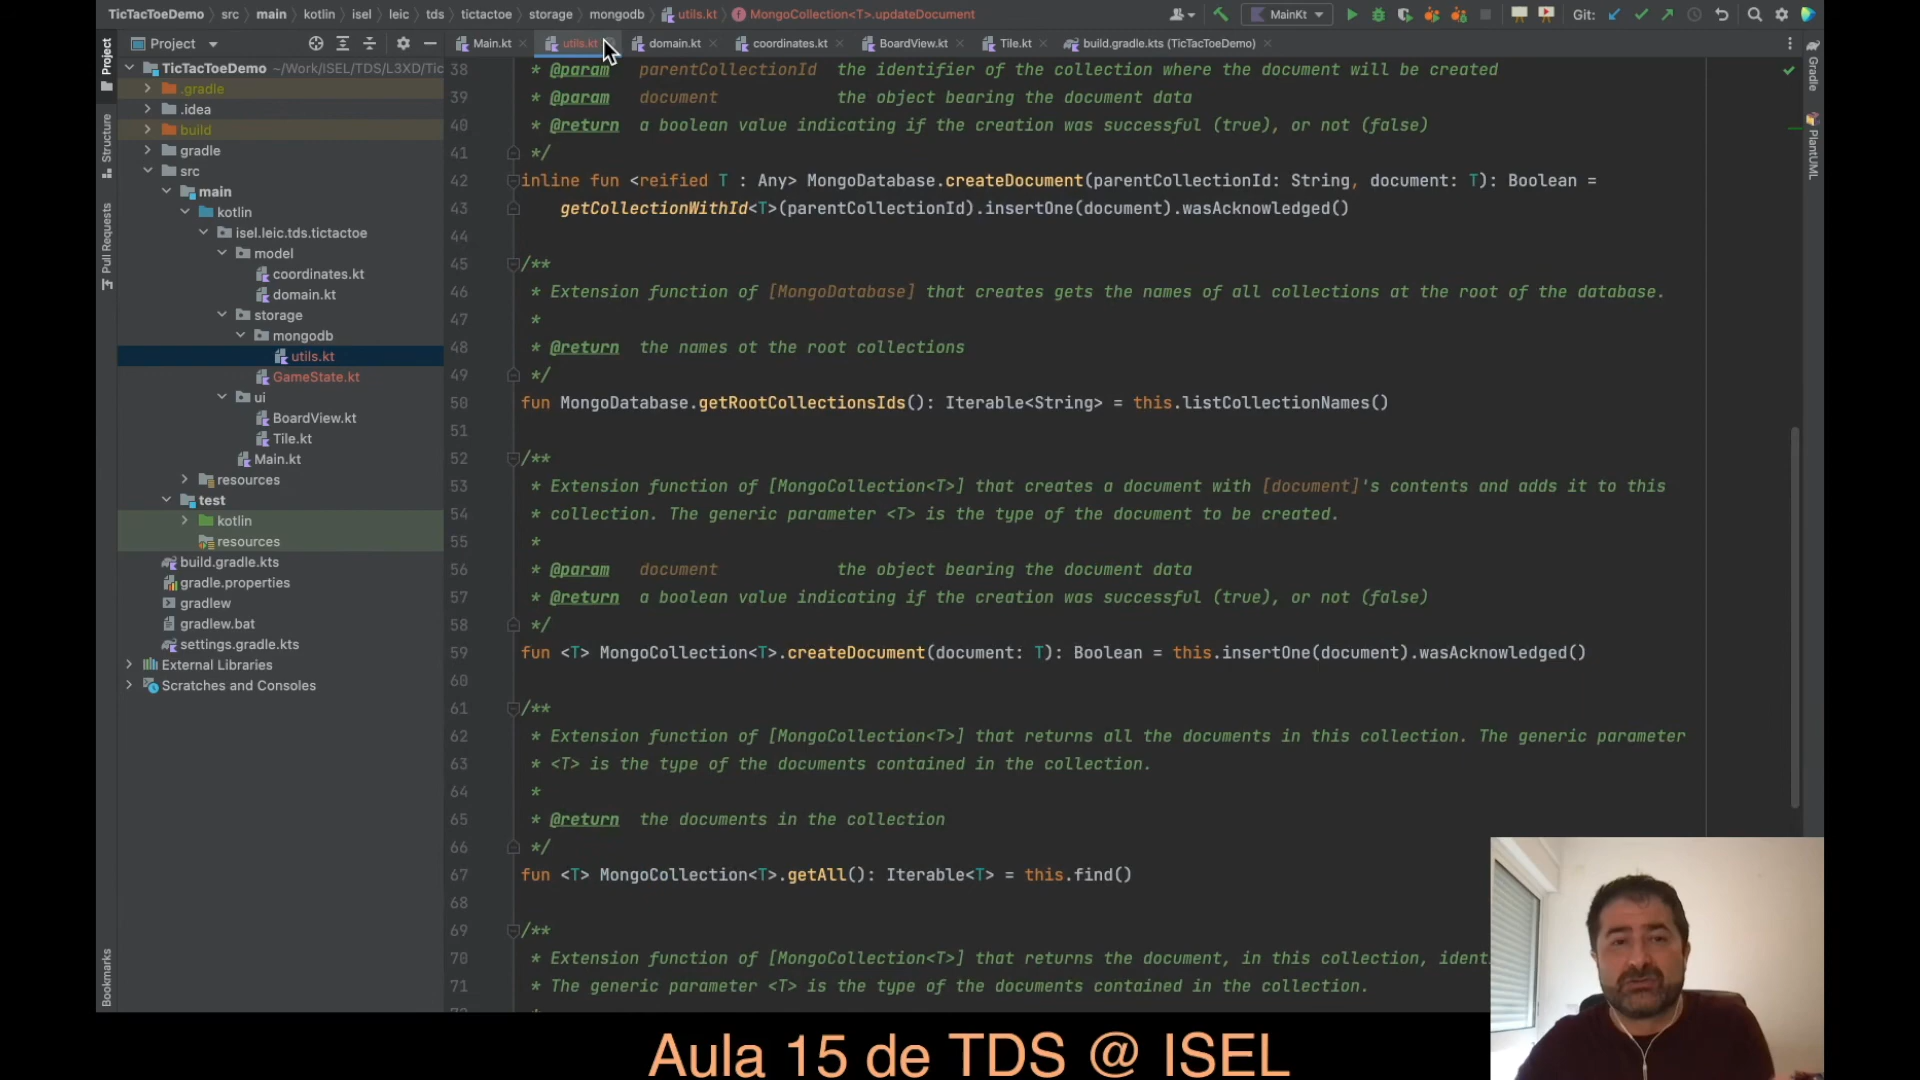 TicTacToeDemo › src › main › kotlin › isel › leic › tds › tictactoe › storage › mongodb › utils.kt › MongoCollection<T>.updateDocument
MainKt
Git:
Project
Main.kt
utils.kt
domain.kt
coordinates.kt
BoardView.kt
Tile.kt
build.gradle.kts (TicTacToeDemo)
Project
Structure
Pull Requests
Bookmarks
Gradle
PlantUML
TicTacToeDemo ~/Work/ISEL/TDS/L3XD/Tic
.gradle
.idea
build
gradle
src
main
kotlin
isel.leic.tds.tictactoe
model
coordinates.kt
domain.kt
storage
mongodb
utils.kt
GameState.kt
ui
BoardView.kt
Tile.kt
Main.kt
resources
test
kotlin
resources
build.gradle.kts
gradle.properties
gradlew
gradlew.bat
settings.gradle.kts
External Libraries
Scratches and Consoles
38 * @param parentCollectionId the identifier of the collection where the document will be created
39 * @param document the object bearing the document data
40 * @return a boolean value indicating if the creation was successful (true), or not (false)
41 */
42 inline fun <reified T : Any> MongoDatabase.createDocument(parentCollectionId: String, document: T): Boolean =
43 getCollectionWithId<T>(parentCollectionId).insertOne(document).wasAcknowledged()
44
45 /**
46 * Extension function of [MongoDatabase] that creates gets the names of all collections at the root of the database.
47 *
48 * @return the names ot the root collections
49 */
50 fun MongoDatabase.getRootCollectionsIds(): Iterable<String> = this.listCollectionNames()
51
52 /**
53 * Extension function of [MongoCollection<T>] that creates a document with [document]'s contents and adds it to this
54 * collection. The generic parameter <T> is the type of the document to be created.
55 *
56 * @param document the object bearing the document data
57 * @return a boolean value indicating if the creation was successful (true), or not (false)
58 */
59 fun <T> MongoCollection<T>.createDocument(document: T): Boolean = this.insertOne(document).wasAcknowledged()
60
61 /**
62 * Extension function of [MongoCollection<T>] that returns all the documents in this collection. The generic parameter
63 * <T> is the type of the documents contained in the collection.
64 *
65 * @return the documents in the collection
66 */
67 fun <T> MongoCollection<T>.getAll(): Iterable<T> = this.find()
68
69 /**
70 * Extension function of [MongoCollection<T>] that returns the document, in this collection, ident
71 * The generic parameter <T> is the type of the documents contained in the collection.
Aula 15 de TDS @ ISEL